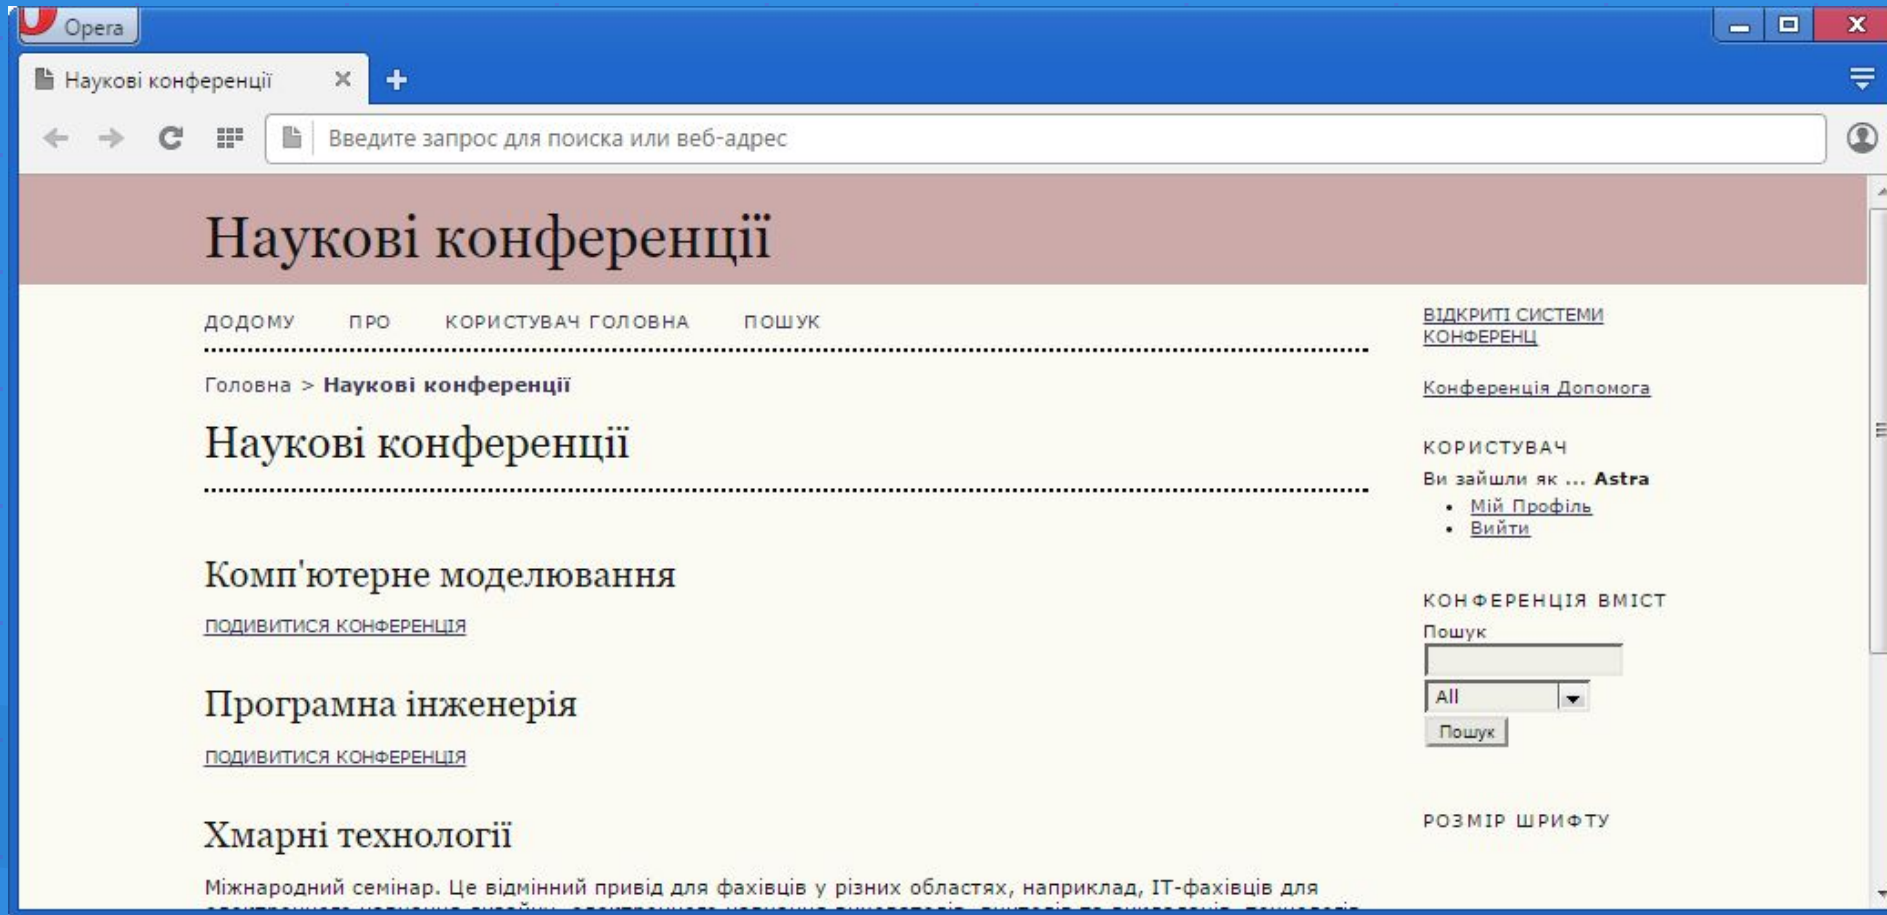 Opera
Наукові конференції
Введите запрос для поиска или веб-адрес
Наукові конференції
ДОДОМУ ПРО КОРИСТУВАЧ ГОЛОВНА ПОШУК
Головна > Наукові конференції
Наукові конференції
Комп'ютерне моделювання
ПОДИВИТИСЯ КОНФЕРЕНЦІЯ
Програмна інженерія
ПОДИВИТИСЯ КОНФЕРЕНЦІЯ
Хмарні технології
Міжнародний семінар. Це відмінний привід для фахівців у різних областях, наприклад, ІТ-фахівців для
ВІДКРИТІ СИСТЕМИ
КОНФЕРЕНЦ
Конференція Допомога
КОРИСТУВАЧ
Ви зайшли як ... Astra
Мій Профіль
Вийти
КОНФЕРЕНЦІЯ ВМІСТ
Пошук
All
Пошук
РОЗМІР ШРИФТУ